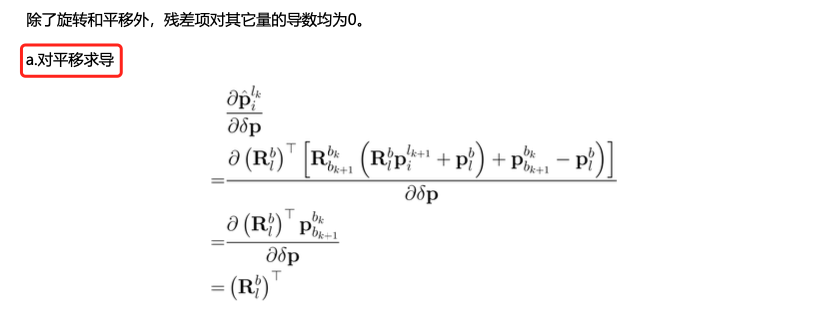 除了旋转和平移外，残差项对其它量的导数均为0。
a.对平移求导
\frac{\partial \hat{\mathbf{p}}_i^{l_k}}{\partial \delta \mathbf{p}}
= \frac{\partial \left(\mathbf{R}_l^b\right)^\top \left[\mathbf{R}_{b_{k+1}}^{b_k} \left(\mathbf{R}_l^b \mathbf{p}_i^{l_{k+1}} + \mathbf{p}_l^b\right) + \mathbf{p}_{b_{k+1}}^{b_k} - \mathbf{p}_l^b)\right]}{\partial \delta \mathbf{p}}
= \frac{\partial \left(\mathbf{R}_l^b\right)^\top \mathbf{p}_{b_{k+1}}^{b_k}}{\partial \delta \mathbf{p}}
= \left(\mathbf{R}_l^b\right)^\top